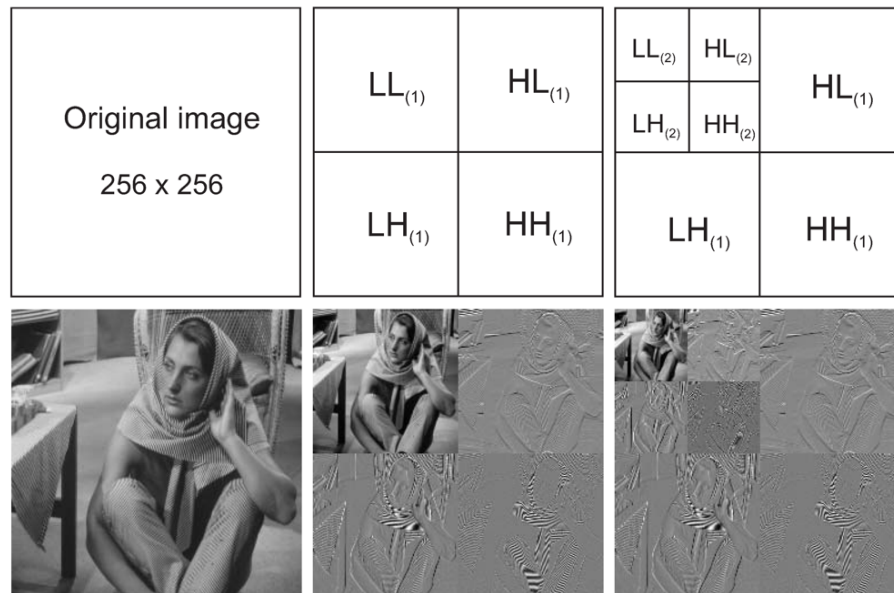 Original image
256 x 256
LL(1)
HL(1)
LH(1)
HH(1)
LL(2)
HL(2)
LH(2)
HH(2)
HL(1)
LH(1)
HH(1)